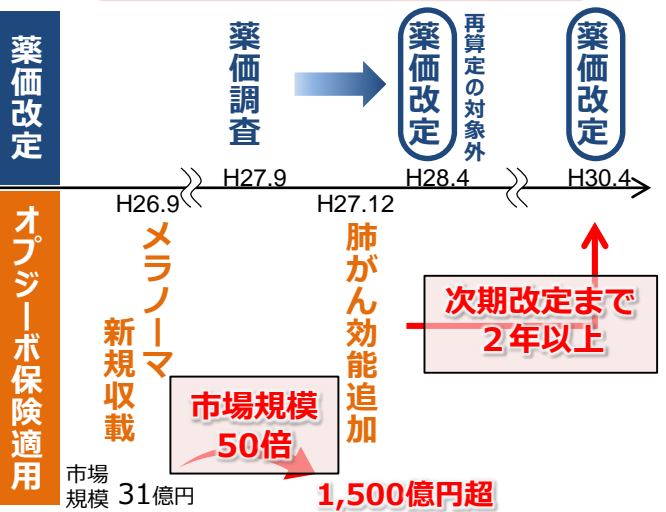 薬価改定
薬価調査
薬価改定
再算定の対象外
薬価改定
H27.9
H28.4
H30.4
H26.9
H27.12
オプジーボ保険適用
メラノーマ
新規収載
肺がん効能追加
次期改定まで
２年以上
市場規模
50倍
市場
規模 31億円
1,500億円超